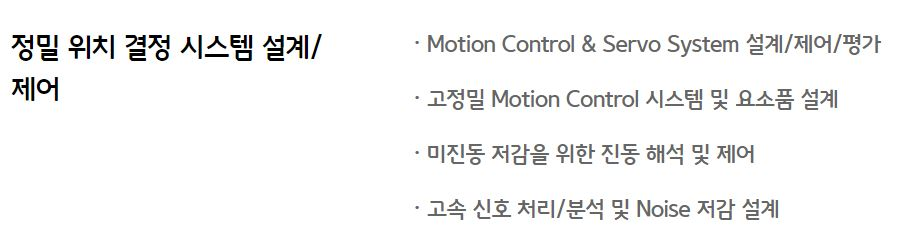 정밀 위치 결정 시스템 설계/
제어
· Motion Control & Servo System 설계/제어/평가
· 고정밀 Motion Control 시스템 및 요소품 설계
· 미진동 저감을 위한 진동 해석 및 제어
· 고속 신호 처리/분석 및 Noise 저감 설계